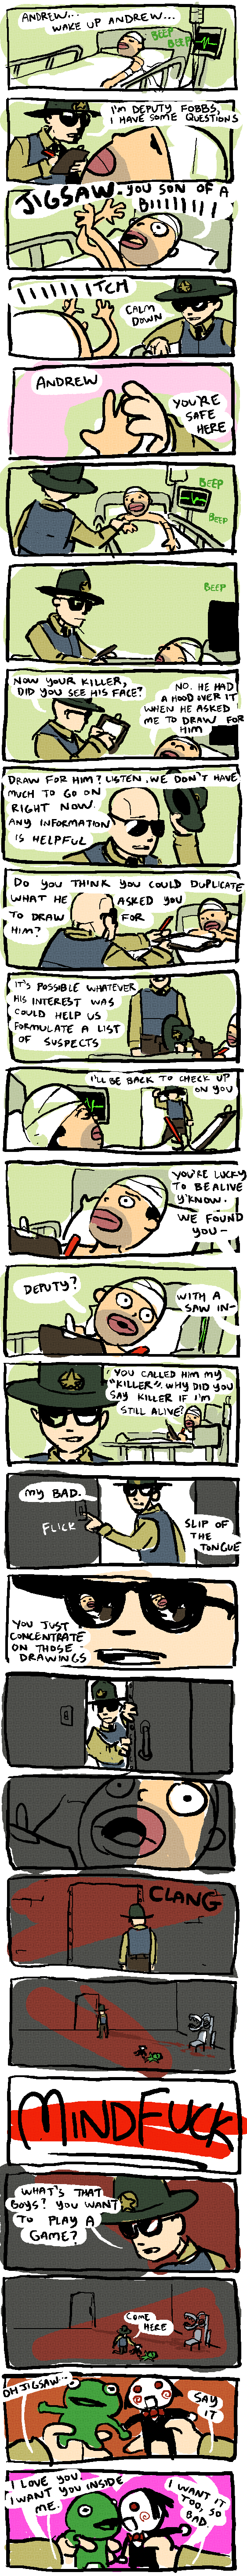 ANDREW...
WAKE UP ANDREW...
BEEP
BEEP
I'M DEPUTY FOBBS,
I HAVE SOME QUESTIONS
JIGSAW. YOU SON OF A
BIIIIIIII
IIIIIIITCH
CALM
DOWN
ANDREW
YOU'RE
SAFE
HERE
BEEP
BEEP
BEEP
NOW YOUR KILLER,
DID YOU SEE HIS FACE?
NO. HE HAD
A HOOD OVER IT
WHEN HE ASKED
ME TO DRAW FOR
HIM
DRAW FOR HIM? LISTEN, WE DON'T HAVE
MUCH TO GO ON
RIGHT NOW.
ANY INFORMATION
IS HELPFUL
DO YOU THINK YOU COULD DUPLICATE
WHAT HE ASKED YOU
TO DRAW FOR
HIM?
IT'S POSSIBLE WHATEVER
HIS INTEREST WAS
COULD HELP US
FORMULATE A LIST
OF SUSPECTS
I'LL BE BACK TO CHECK UP
ON YOU
YOU'RE LUCKY
TO BE ALIVE
Y'KNOW.
WE FOUND
YOU-
DEPUTY?
WITH A
SAW IN-
YOU CALLED HIM MY
"KILLER". WHY DID YOU
SAY KILLER IF I'M
STILL ALIVE?
MY BAD.
FLICK
SLIP OF
THE
TONGUE
YOU JUST
CONCENTRATE
ON THOSE
DRAWINGS
CLANG
MINDFUCK
WHAT'S THAT
BOYS? YOU WANT
TO PLAY A
GAME?
COME
HERE
OH JIGSAW...
SAY
IT
I LOVE YOU.
I WANT YOU INSIDE
ME.
I WANT IT
TOO, SO
BAD.